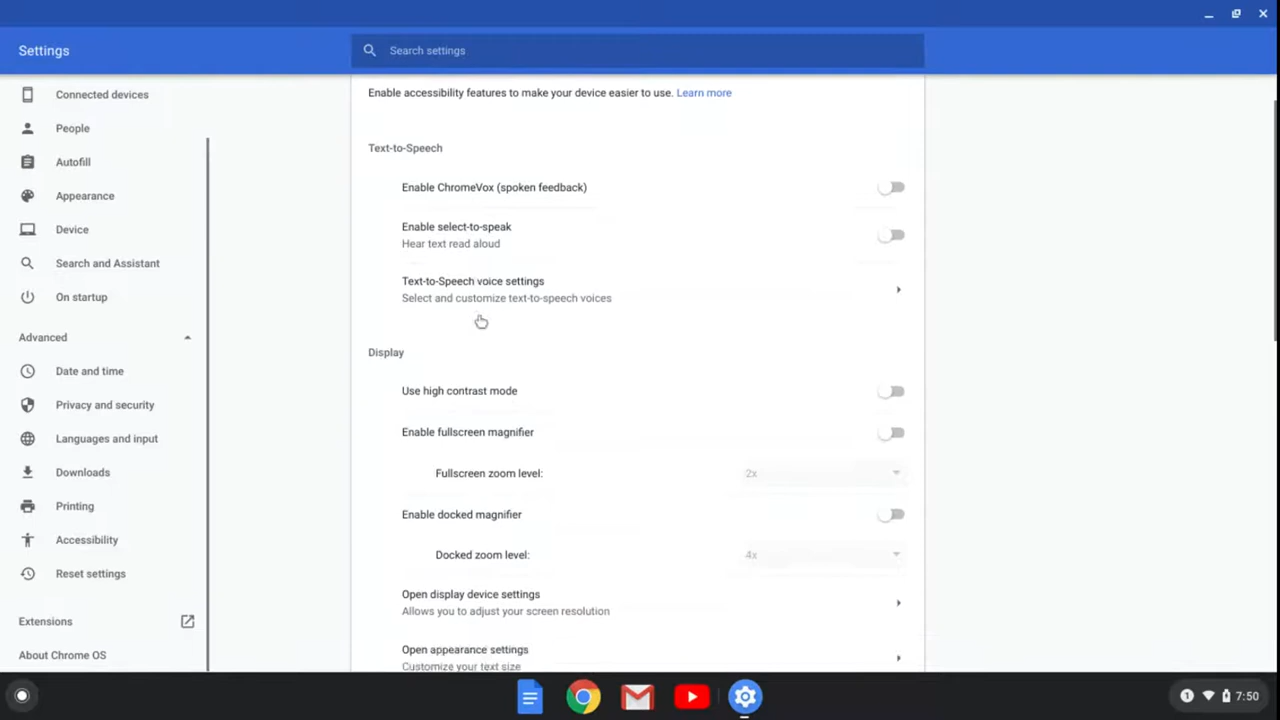 Settings
Search settings
Connected devices
People
Autofill
Appearance
Device
Search and Assistant
On startup
Advanced
Date and time
Privacy and security
Languages and input
Downloads
Printing
Accessibility
Reset settings
Extensions
About Chrome OS
Enable accessibility features to make your device easier to use. Learn more
Text-to-Speech
Enable ChromeVox (spoken feedback)
Enable select-to-speak
Hear text read aloud
Text-to-Speech voice settings
Select and customize text-to-speech voices
Display
Use high contrast mode
Enable fullscreen magnifier
Fullscreen zoom level: 2x
Enable docked magnifier
Docked zoom level: 4x
Open display device settings
Allows you to adjust your screen resolution
Open appearance settings
Customize your text size
1 7:50